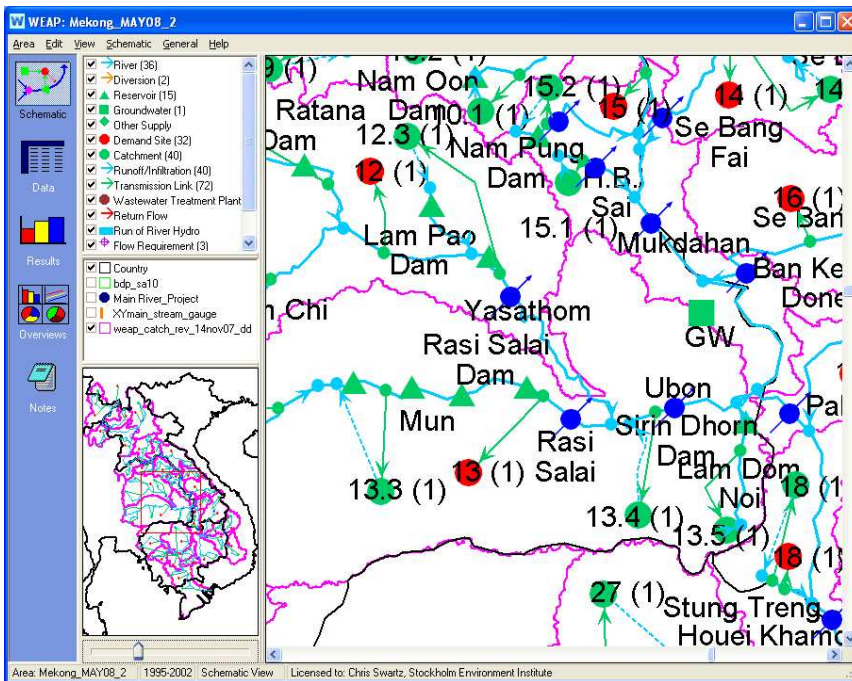 WEAP: Mekong_MAY08_2
Area Edit View Schematic General Help
Schematic
Data
Results
Overviews
Notes
River (36)
Diversion (2)
Reservoir (15)
Groundwater (1)
Other Supply
Demand Site (32)
Catchment (40)
Runoff/Infiltration (40)
Transmission Link (72)
Wastewater Treatment Plant
Return Flow
Run of River Hydro
Flow Requirement (3)
Country
bdp_sa10
Main River_Project
XYmain_stream_gauge
weap_catch_rev_14nov07_dd
Nam Oon
Dam
Ratana
Dam
10.1 (1)
15.2 (1)
15 (1)
14 (1)
14
Se Bang
Fai
12.3 (1)
12 (1)
Nam Pung
Dam
H.B.
Sai
15.1 (1)
16 (1)
Se Ban
Mukdahan
Lam Pao
Dam
Ban Ke
Done
m Chi
Yasathom
GW
Rasi Salai
Dam
Mun
Rasi
Salai
Ubon
Sirin Dhorn
Dam
Pal
Lam Dom
Noi
13.3 (1)
13 (1)
13.4 (1)
13.5 (1)
18 (1
18 (1
27 (1)
Stung Treng
Houei Khamo
Area: Mekong_MAY08_2 1995-2002 Schematic View Licensed to: Chris Swartz, Stockholm Environment Institute